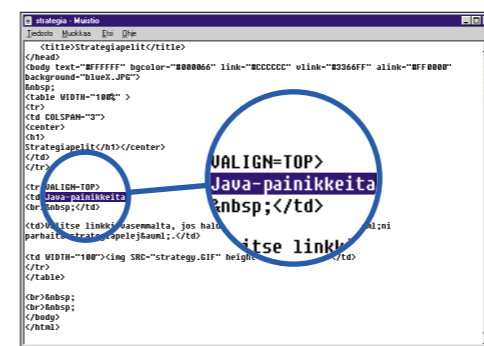 strategia - Muistio
Tiedosto Muokkaa Etsi Ohje
<title>Strategiapelit</title>
</head>
<body text="#FFFFFF" bgcolor="#000066" link="#CCCCCC" vlink="#3366FF" alink="#FF0000"
background="blueX.JPG">
&nbsp;
<table WIDTH="100%" >
<tr>
<td COLSPAN="3">
<center>
<h1>
Strategiapelit</h1></center>
</td>
</tr>
<tr VALIGN=TOP>
<td Java-painikkeita
<br>&nbsp;</td>
<td>Valitse linkki vasemmalta, jos ml;ni
parhaita strategiapelej&auml;.</td>
<td WIDTH="100"><img SRC="strategy.GIF" height </td>
</tr>
</table>
<br>&nbsp;
<br>&nbsp;
</body>
</html>
VALIGN=TOP>
Java-painikkeita
&nbsp;</td>
itse linkk